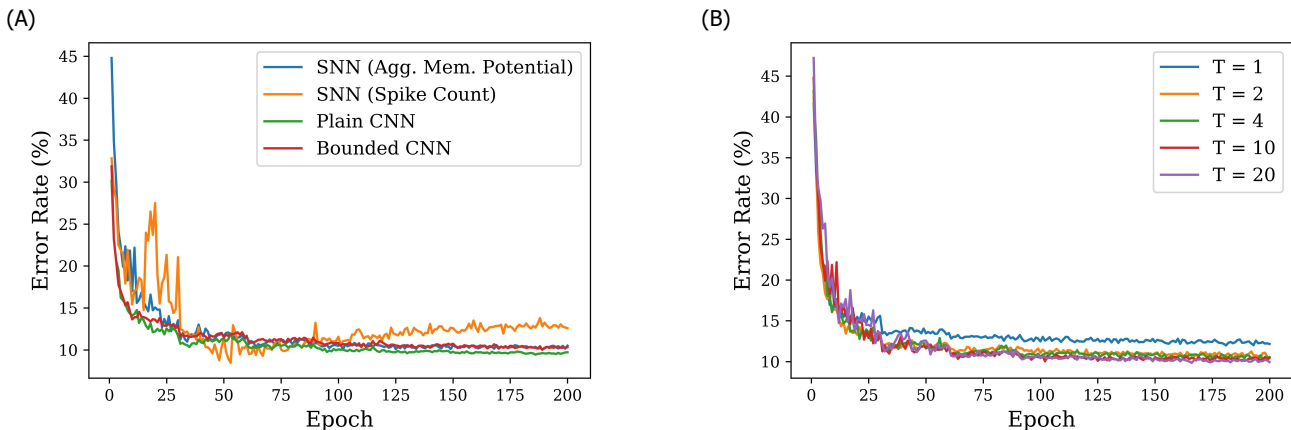 (A)
45
40
35
30
25
20
15
10
Error Rate (%)
0
25
50
75
100
125
150
175
200
Epoch
SNN (Agg. Mem. Potential)
SNN (Spike Count)
Plain CNN
Bounded CNN
(B)
45
40
35
30
25
20
15
10
Error Rate (%)
0
25
50
75
100
125
150
175
200
Epoch
T = 1
T = 2
T = 4
T = 10
T = 20